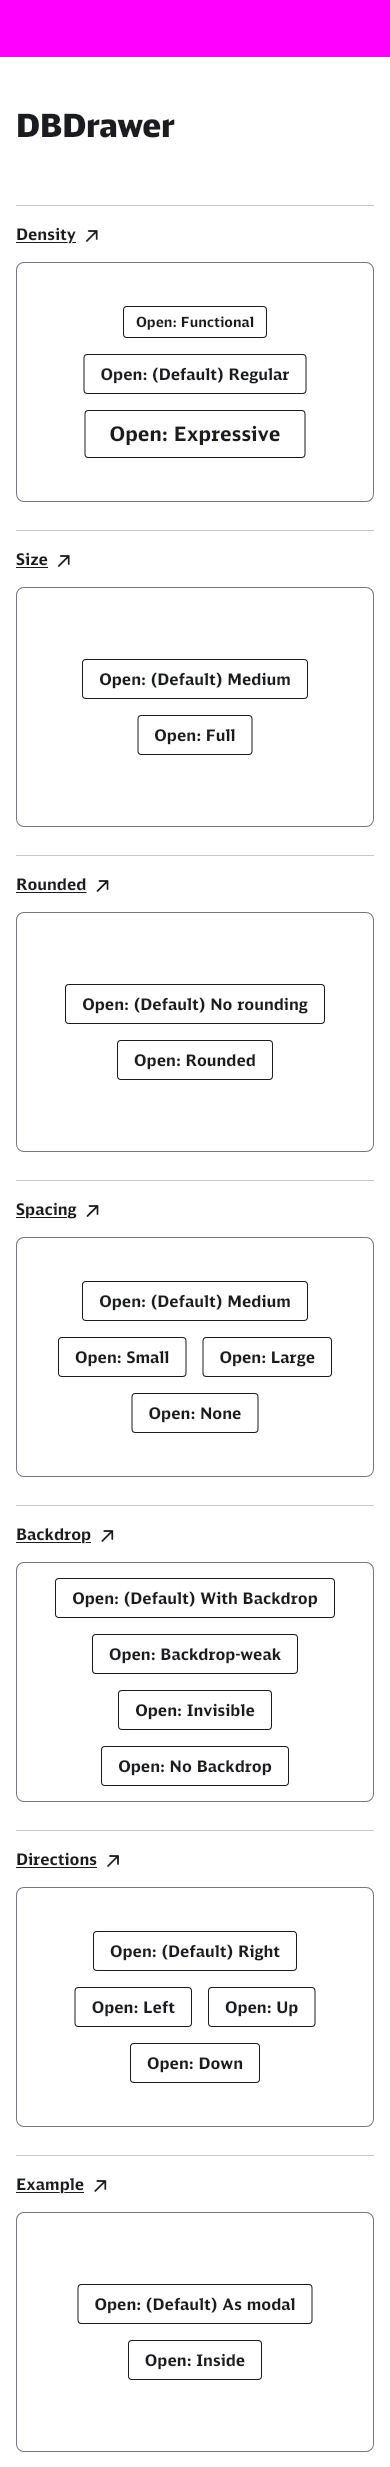 DBDrawer
Density
Open: Functional
Open: (Default) Regular
Open: Expressive
Size
Open: (Default) Medium
Open: Full
Rounded
Open: (Default) No rounding
Open: Rounded
Spacing
Open: (Default) Medium
Open: Small Open: Large
Open: None
Backdrop
Open: (Default) With Backdrop
Open: Backdrop-weak
Open: Invisible
Open: No Backdrop
Directions
Open: (Default) Right
Open: Left Open: Up
Open: Down
Example
Open: (Default) As modal
Open: Inside